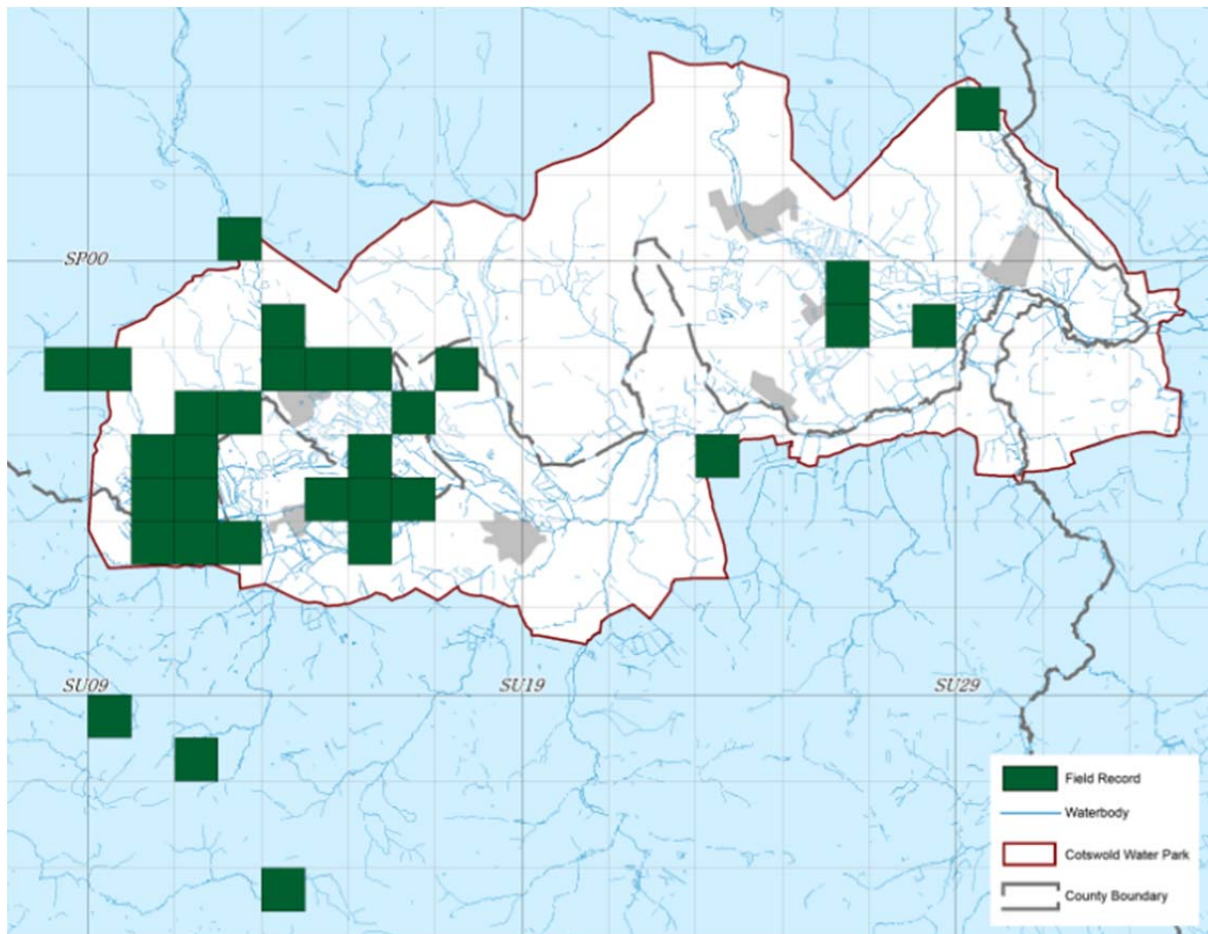 SP00
SU09
SU19
SU29
Field Record
Waterbody
Cotswold Water Park
County Boundary